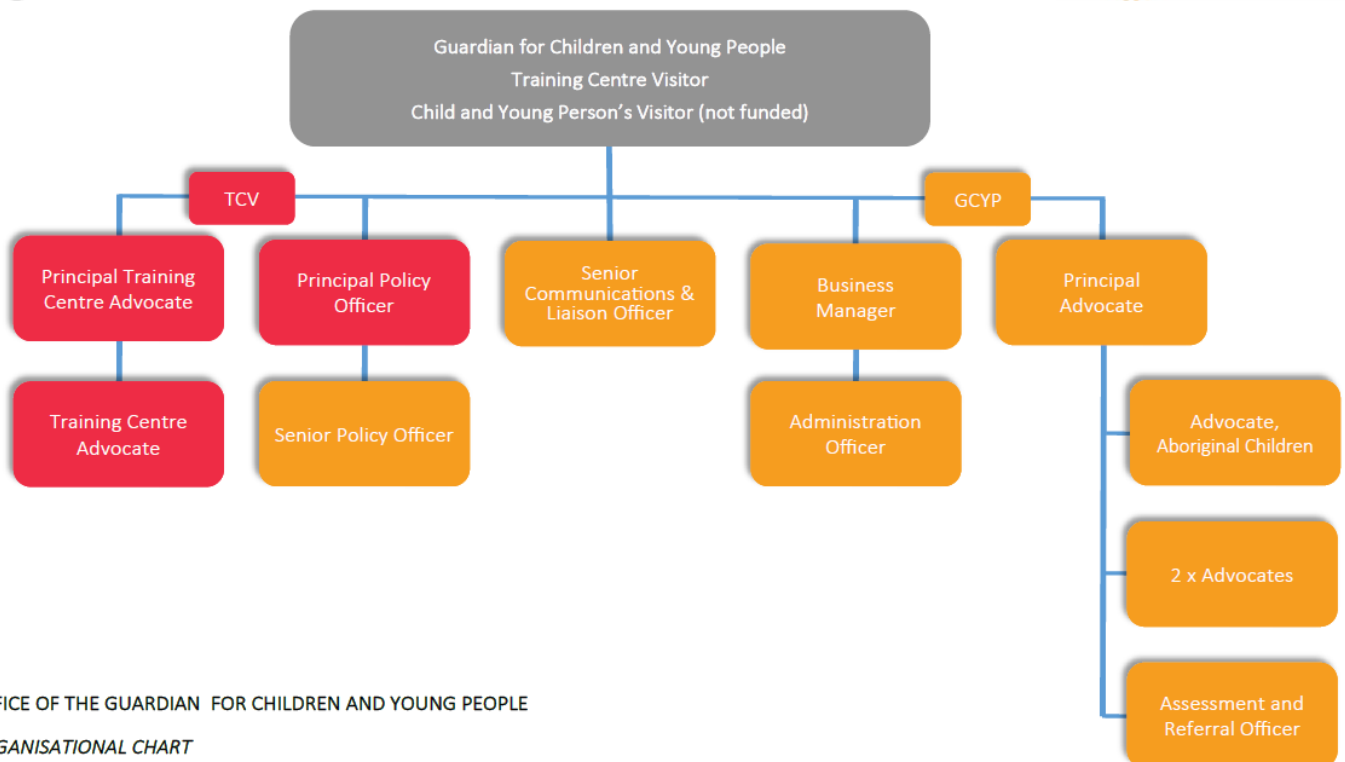 Guardian for Children and Young People
Training Centre Visitor
Child and Young Person's Visitor (not funded)
TCV
GCYP
Principal Training
Centre Advocate
Principal Policy
Officer
Senior
Communications &
Liaison Officer
Business
Manager
Principal
Advocate
Training Centre
Advocate
Senior Policy Officer
Administration
Officer
Advocate,
Aboriginal Children
2 x Advocates
Assessment and
Referral Officer
FICE OF THE GUARDIAN FOR CHILDREN AND YOUNG PEOPLE
GANISATIONAL CHART